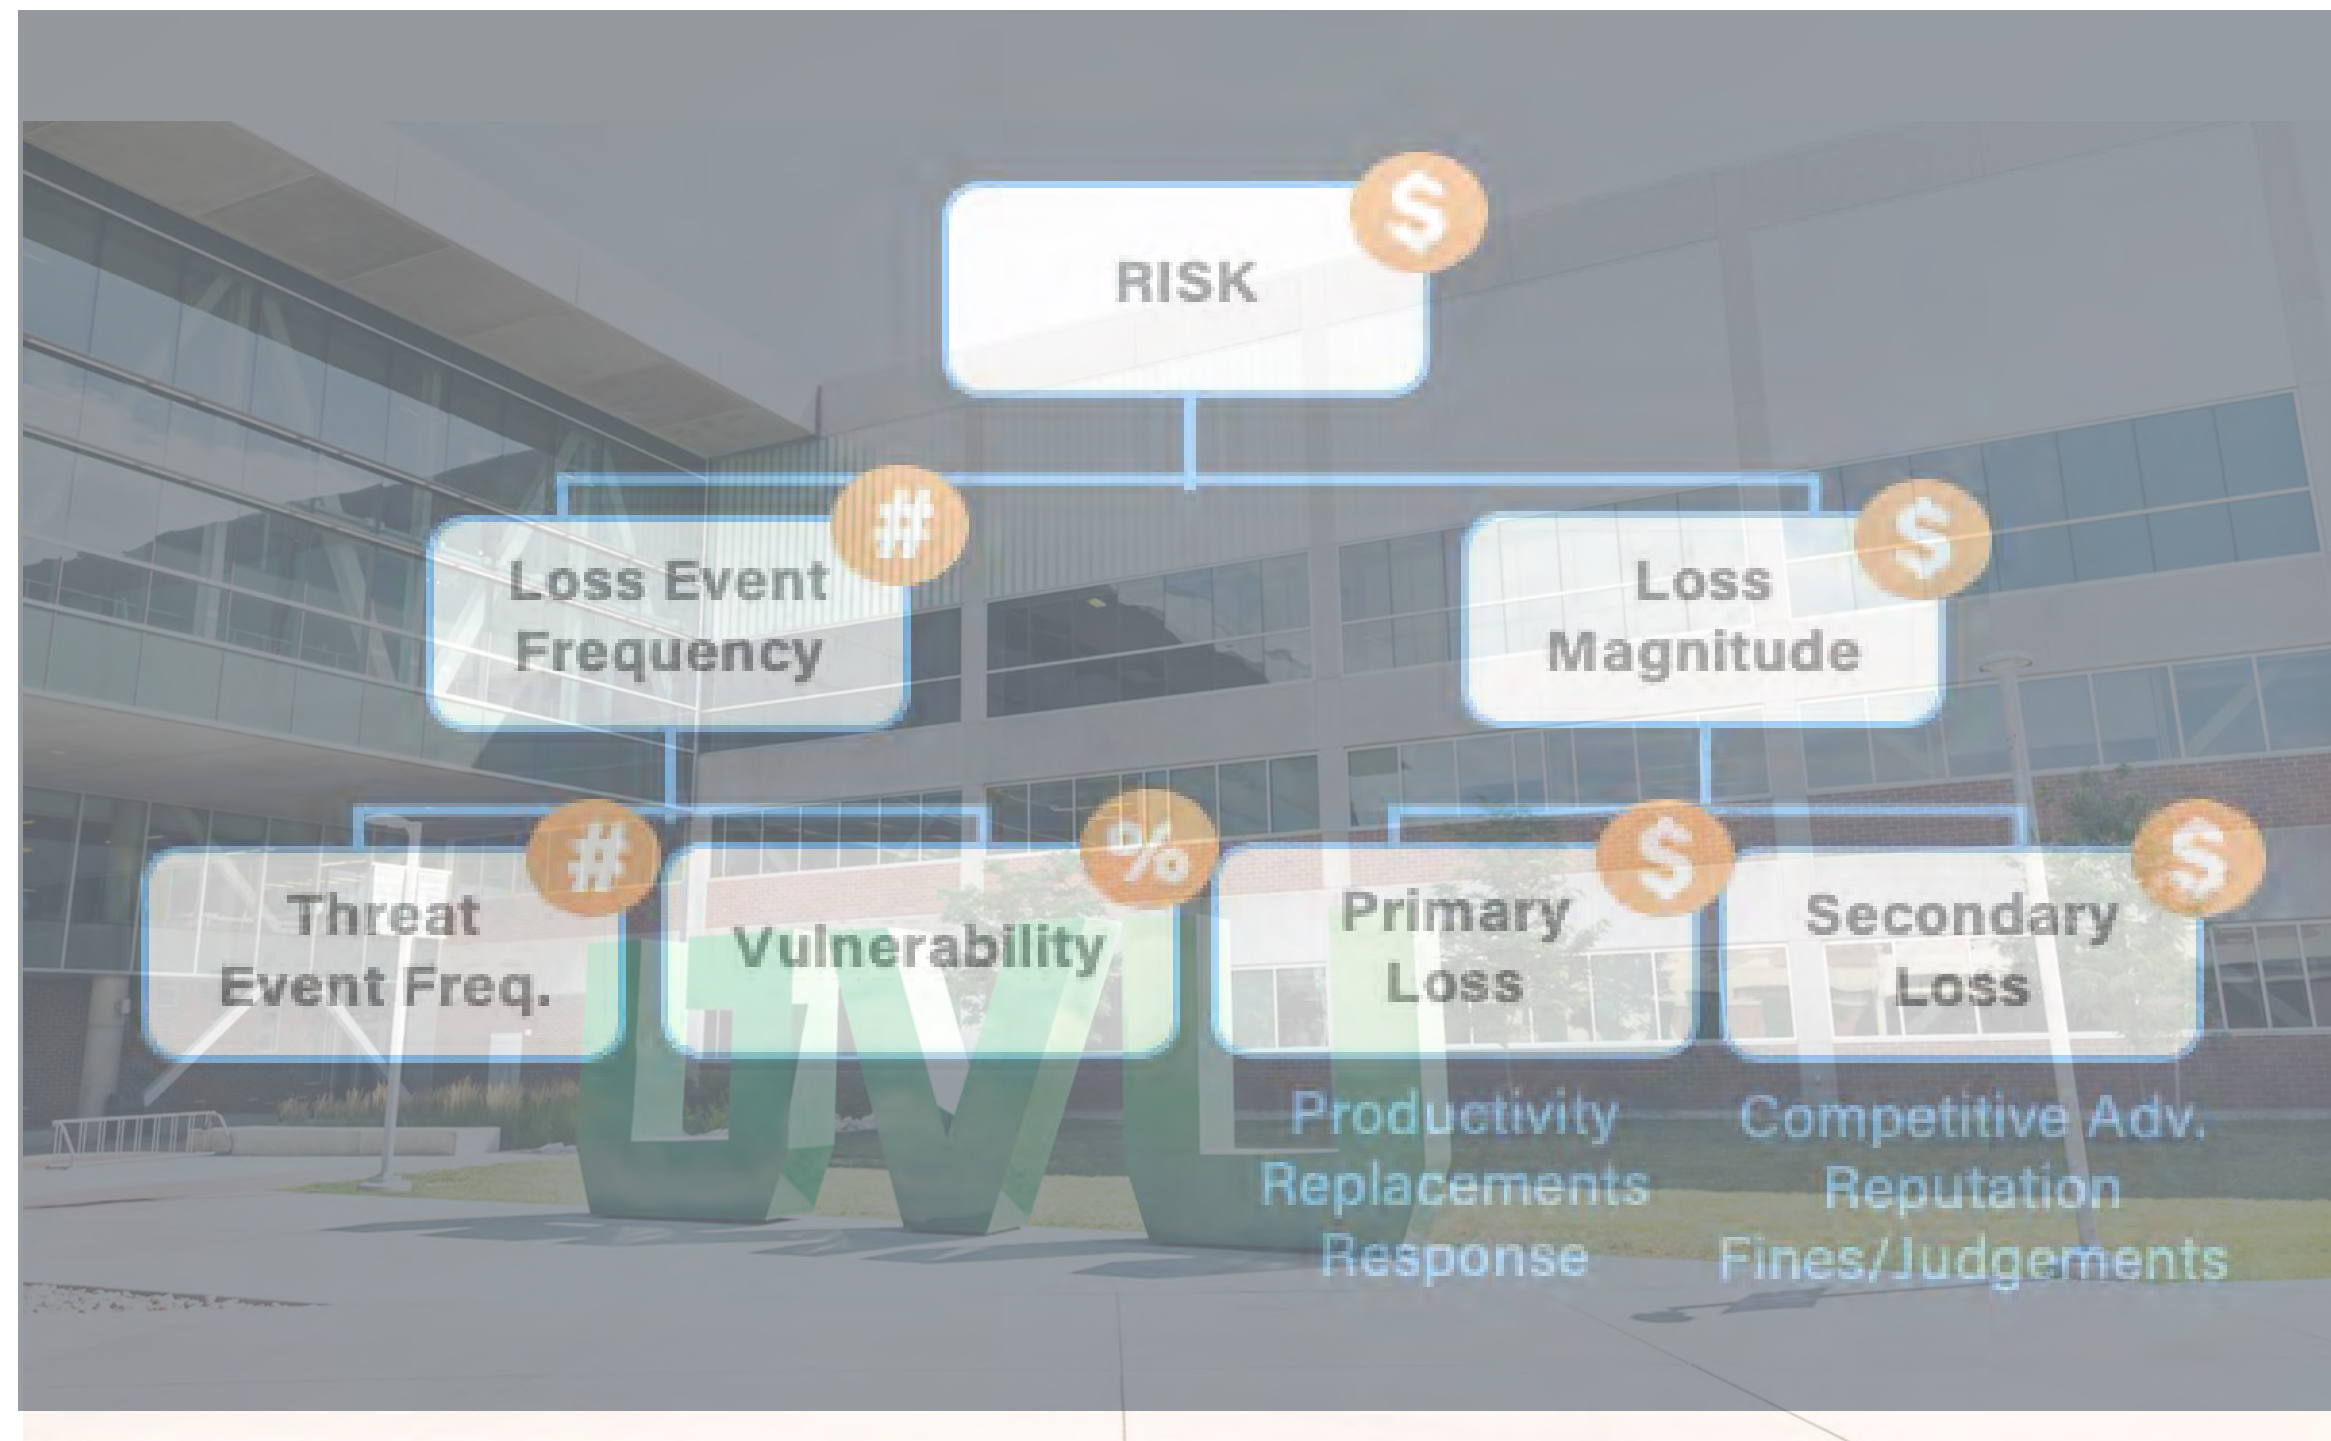 RISK
$
Loss Event
Frequency
#
Loss
Magnitude
$
Threat
Event Freq.
#
Vulnerability
%
Primary
Loss
$
Secondary
Loss
$
UVU
Productivity
Replacements
Response
Competitive Adv.
Reputation
Fines/Judgements